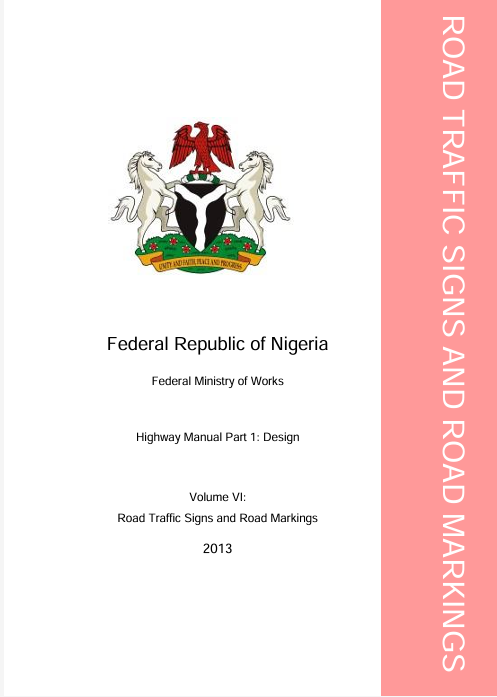 UNITY AND FAITH, PEACE AND PROGRESS
Federal Republic of Nigeria
Federal Ministry of Works
Highway Manual Part 1: Design
Volume VI:
Road Traffic Signs and Road Markings
2013
ROAD TRAFFIC SIGNS AND ROAD MARKINGS